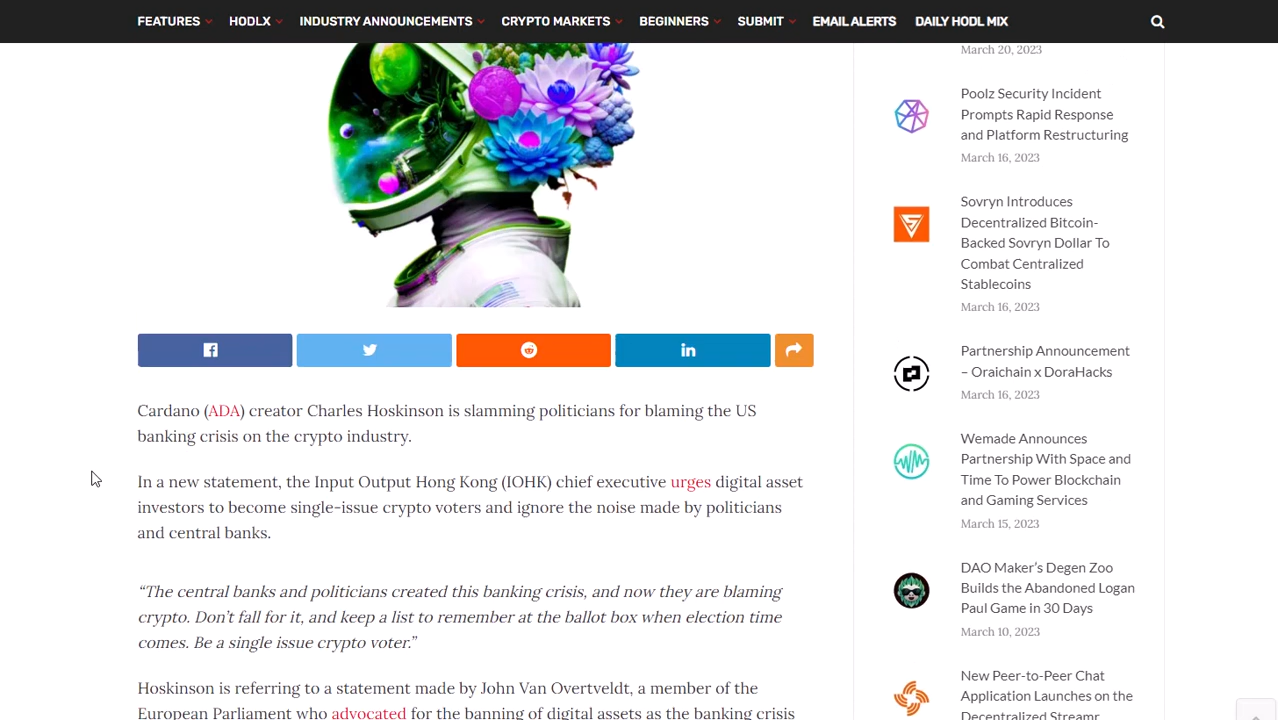 FEATURES HODLX INDUSTRY ANNOUNCEMENTS CRYPTO MARKETS BEGINNERS SUBMIT EMAIL ALERTS DAILY HODL MIX
Cardano (ADA) creator Charles Hoskinson is slamming politicians for blaming the US
banking crisis on the crypto industry.
In a new statement, the Input Output Hong Kong (IOHK) chief executive urges digital asset
investors to become single-issue crypto voters and ignore the noise made by politicians
and central banks.
“The central banks and politicians created this banking crisis, and now they are blaming
crypto. Don’t fall for it, and keep a list to remember at the ballot box when election time
comes. Be a single issue crypto voter.”
Hoskinson is referring to a statement made by John Van Overtveldt, a member of the
European Parliament who advocated for the banning of digital assets as the banking crisis
March 20, 2023
Poolz Security Incident
Prompts Rapid Response
and Platform Restructuring
March 16, 2023
Sovryn Introduces
Decentralized Bitcoin-
Backed Sovryn Dollar To
Combat Centralized
Stablecoins
March 16, 2023
Partnership Announcement
– Oraichain x DoraHacks
March 16, 2023
Wemade Announces
Partnership With Space and
Time To Power Blockchain
and Gaming Services
March 15, 2023
DAO Maker’s Degen Zoo
Builds the Abandoned Logan
Paul Game in 30 Days
March 10, 2023
New Peer-to-Peer Chat
Application Launches on the
Decentralized Streamr